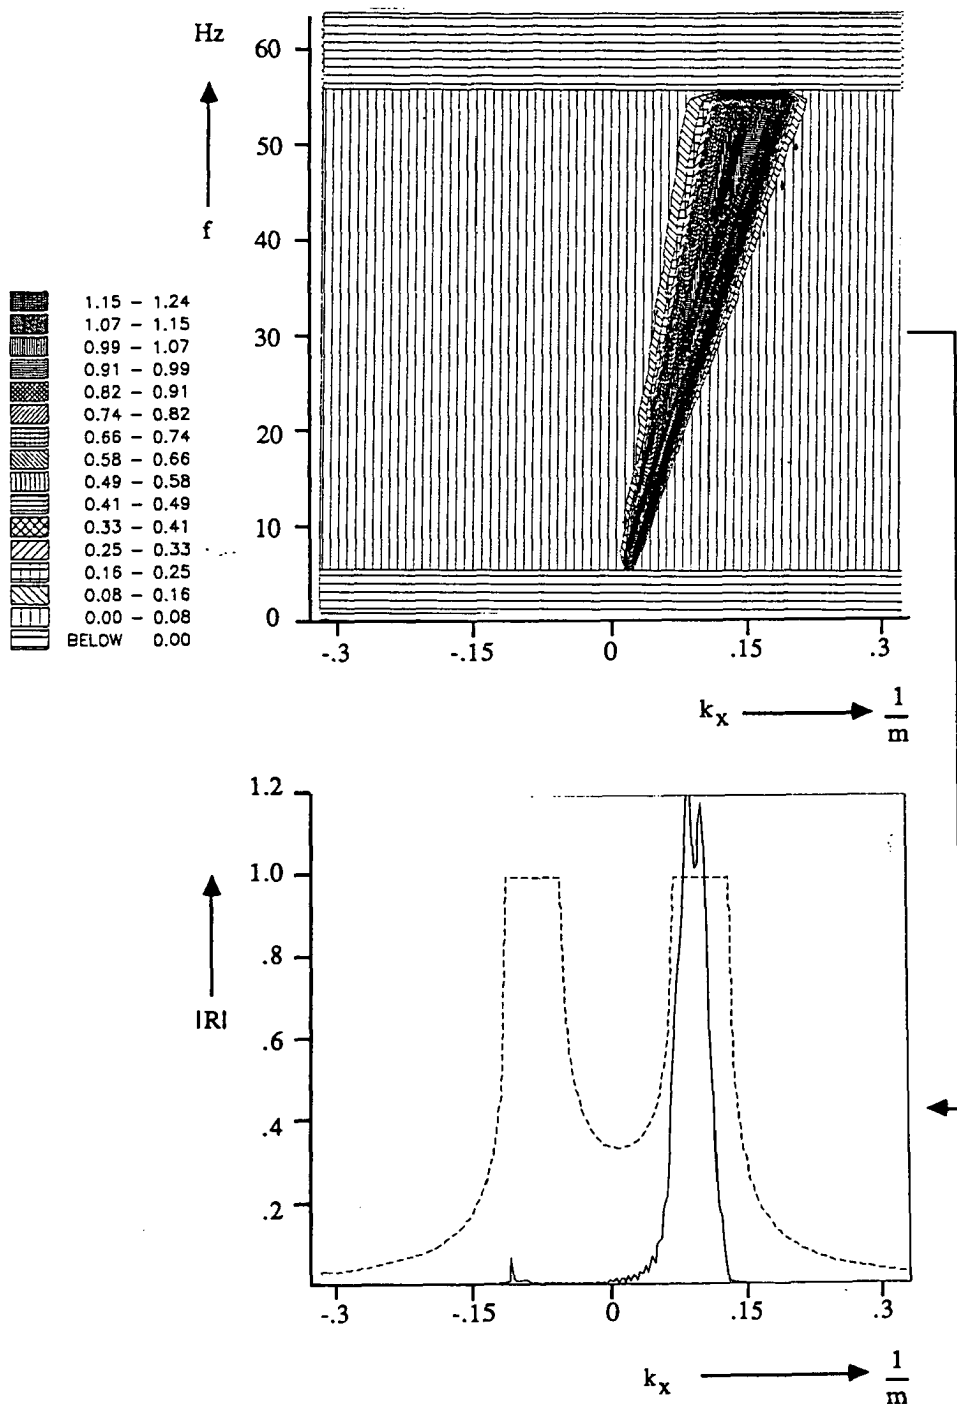 Hz
60
50
f
40
30
20
10
0
1.15 – 1.24
1.07 – 1.15
0.99 – 1.07
0.91 – 0.99
0.82 – 0.91
0.74 – 0.82
0.66 – 0.74
0.58 – 0.66
0.49 – 0.58
0.41 – 0.49
0.33 – 0.41
0.25 – 0.33
0.16 – 0.25
0.08 – 0.16
0.00 – 0.08
BELOW 0.00
-.3 -.15 0 .15 .3
kx 1/m
1.2
1.0
.8
|R|
.6
.4
.2
-.3 -.15 0 .15 .3
kx 1/m